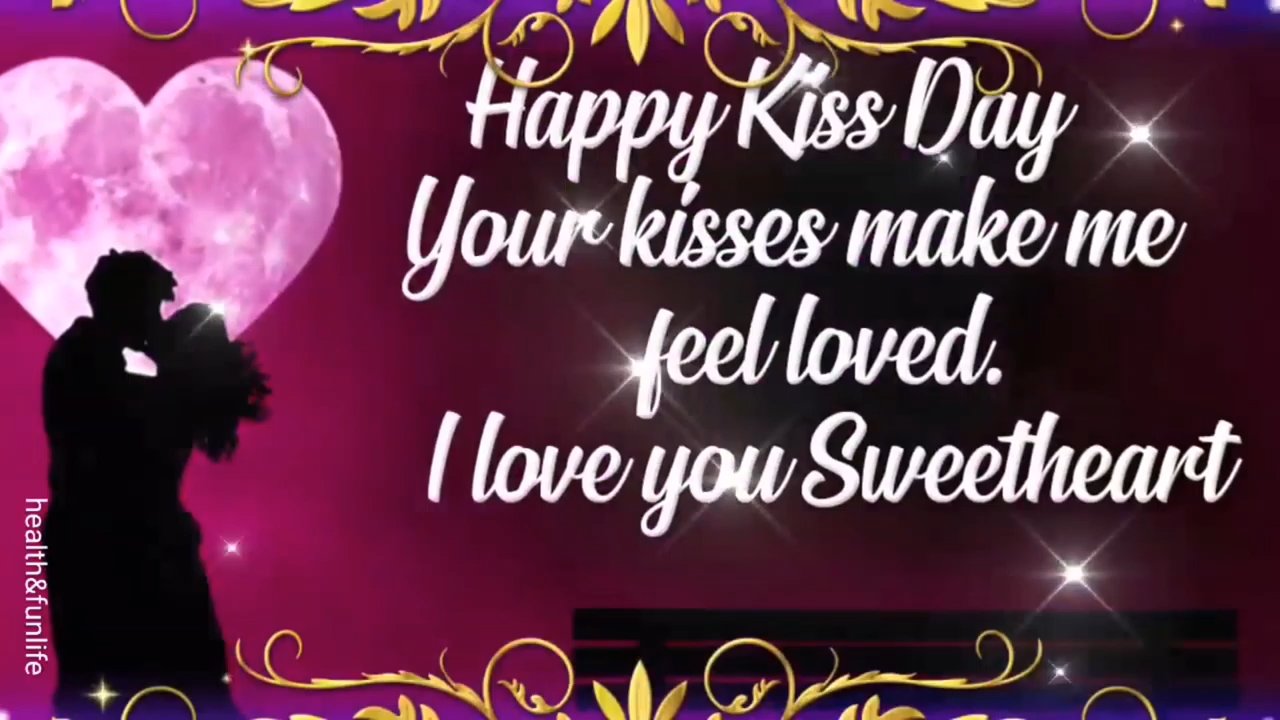 Happy Kiss Day
Your kisses make me
feel loved.
I love you Sweetheart
health&funlife